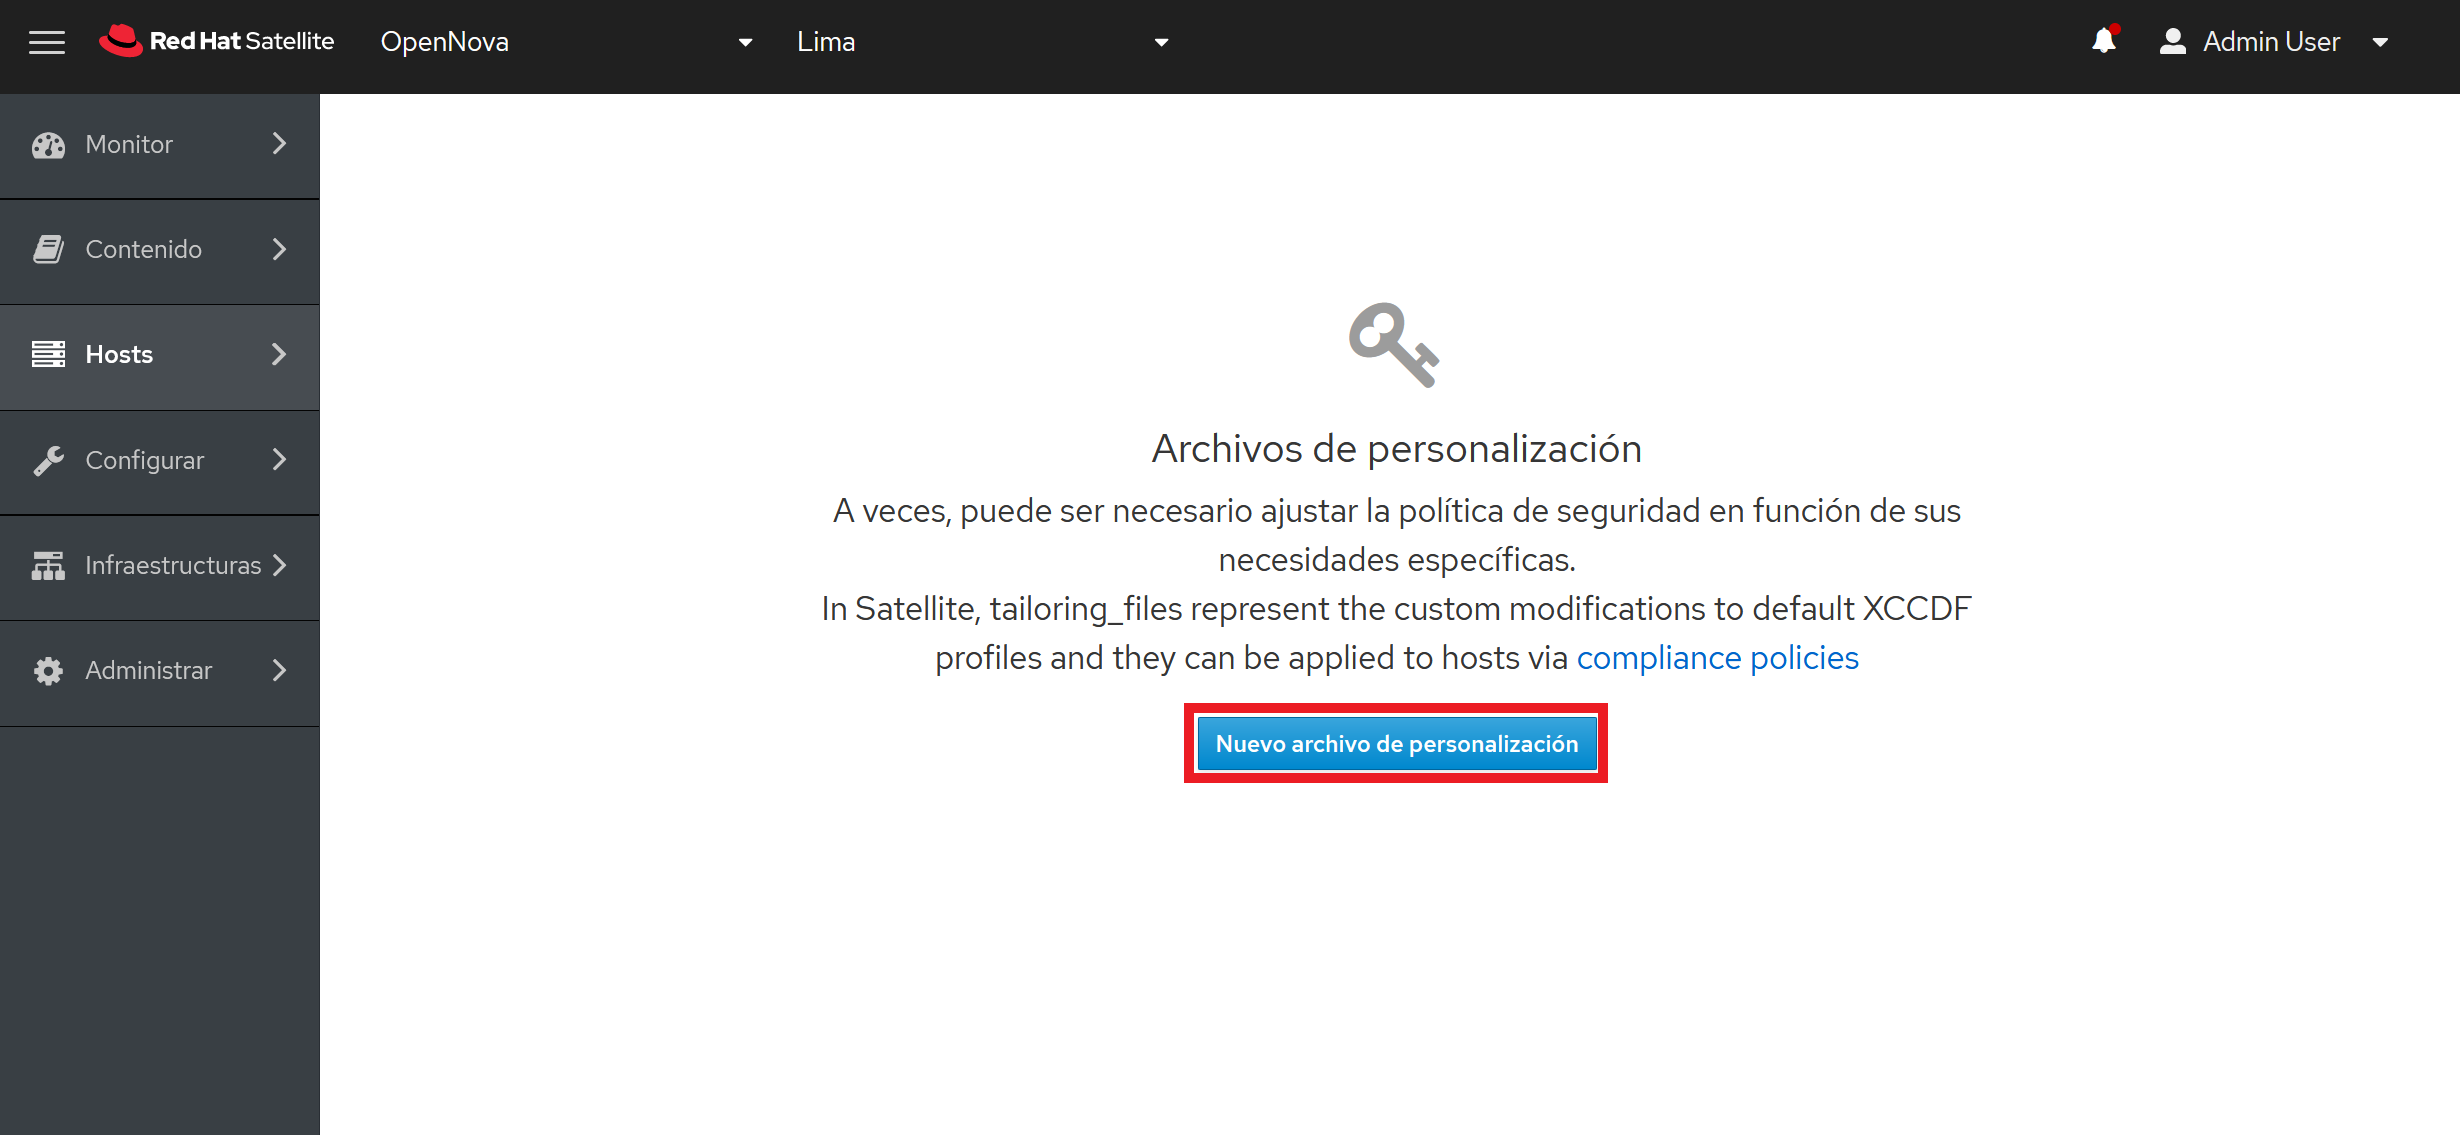 Red Hat Satellite
OpenNova
Lima
Admin User
Monitor
Contenido
Hosts
Configurar
Infraestructuras
Administrar
Archivos de personalización
A veces, puede ser necesario ajustar la política de seguridad en función de sus
necesidades específicas.
In Satellite, tailoring_files represent the custom modifications to default XCCDF
profiles and they can be applied to hosts via compliance policies
Nuevo archivo de personalización